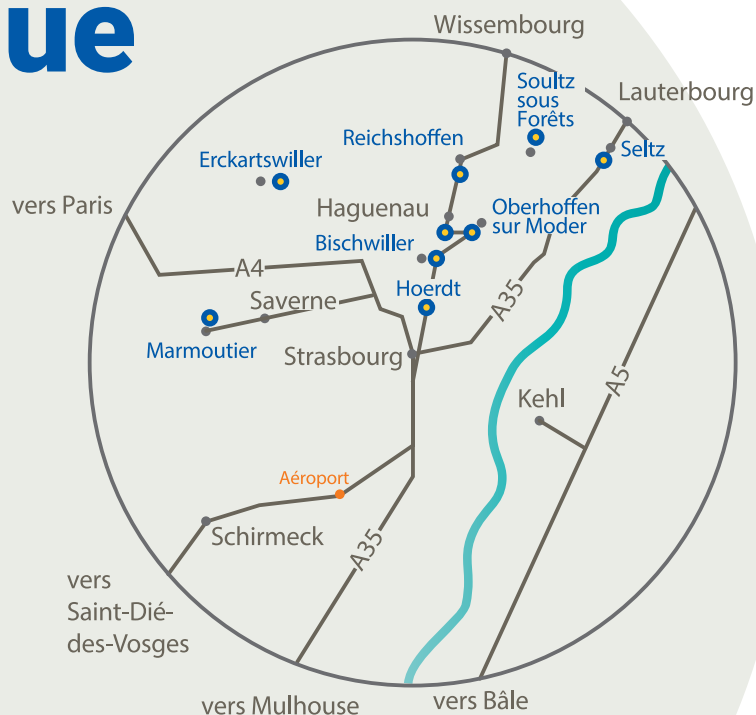 ue
Wissembourg
Soultz
sous
Forêts
Lauterbourg
Reichshoffen
Seltz
Erckartswiller
vers Paris
Haguenau
Oberhoffen
sur Moder
Bischwiller
A4
Hoerdt
Saverne
A35
Marmoutier
Strasbourg
Kehl
A5
Aéroport
Schirmeck
A35
vers
Saint-Dié-
des-Vosges
vers Mulhouse
vers Bâle